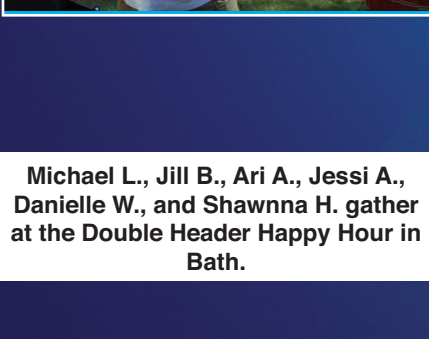 Michael L., Jill B., Ari A., Jessi A.,
Danielle W., and Shawnna H. gather
at the Double Header Happy Hour in
Bath.